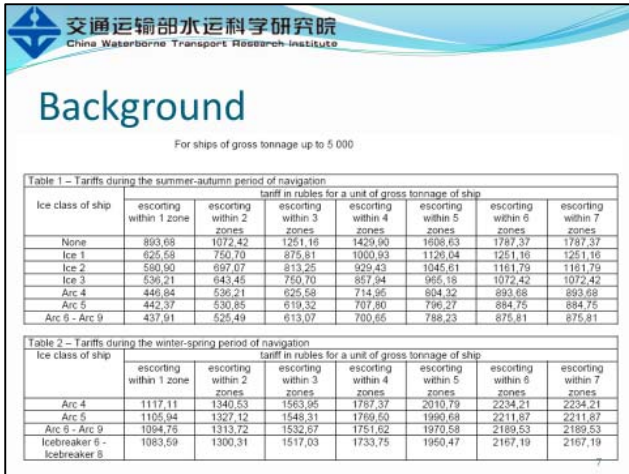 交通运输部水运科学研究院
China Waterborne Transport Research Institute
Background
For ships of gross tonnage up to 5 000
Table 1 – Tariffs during the summer-autumn period of navigation
Ice class of ship
tariff in rubles for a unit of gross tonnage of ship
escorting within 1 zone escorting within 2 zones escorting within 3 zones escorting within 4 zones escorting within 5 zones escorting within 6 zones escorting within 7 zones
None 893,68 1072,42 1251,16 1429,90 1608,63 1787,37 1787,37
Ice 1 625,58 750,70 875,81 1000,93 1126,04 1251,16 1251,16
Ice 2 580,90 697,07 813,25 929,43 1045,61 1161,79 1161,79
Ice 3 536,21 643,45 750,70 857,94 965,18 1072,42 1072,42
Arc 4 446,84 536,21 625,58 714,95 804,32 893,68 893,68
Arc 5 442,37 530,85 619,32 707,80 796,27 884,75 884,75
Arc 6 - Arc 9 437,91 525,49 613,07 700,65 788,23 875,81 875,81
Table 2 – Tariffs during the winter-spring period of navigation
Ice class of ship
tariff in rubles for a unit of gross tonnage of ship
escorting within 1 zone escorting within 2 zones escorting within 3 zones escorting within 4 zones escorting within 5 zones escorting within 6 zones escorting within 7 zones
Arc 4 1117,11 1340,53 1563,95 1787,37 2010,79 2234,21 2234,21
Arc 5 1105,94 1327,12 1548,31 1769,50 1990,68 2211,87 2211,87
Arc 6 - Arc 9 1094,76 1313,72 1532,67 1751,62 1970,58 2189,53 2189,53
Icebreaker 6 - Icebreaker 8 1083,59 1300,31 1517,03 1733,75 1950,47 2167,19 2167,19
7